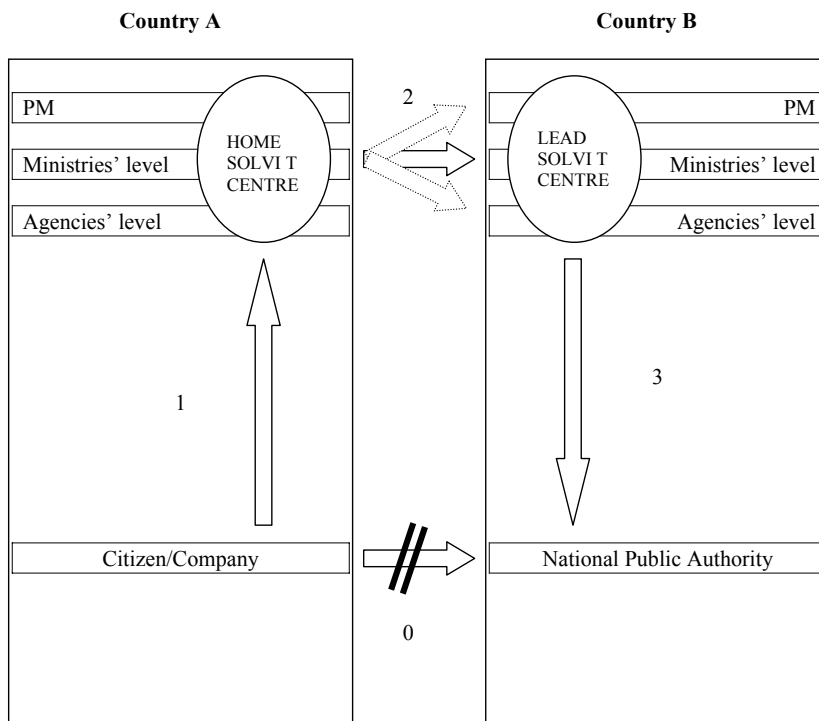 Country A
Country B
PM
HOME
SOLVI T
CENTRE
Ministries’ level
Agencies’ level
2
LEAD
SOLVI T
CENTRE
PM
Ministries’ level
Agencies’ level
1
3
Citizen/Company
National Public Authority
0